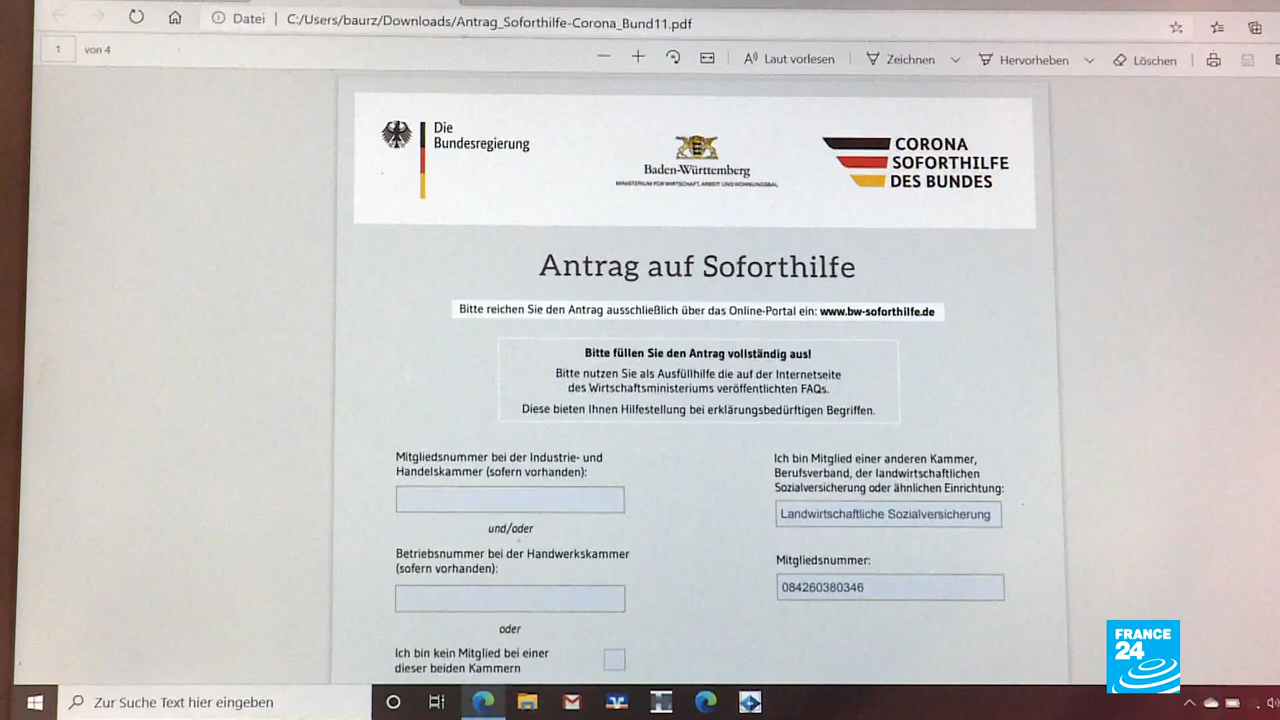 Datei | C:/Users/baurz/Downloads/Antrag_Soforthilfe-Corona_Bund11.pdf
1 von 4
Laut vorlesen
Zeichnen
Hervorheben
Löschen
Die
Bundesregierung
Baden-Württemberg
MINISTERIUM FÜR WIRTSCHAFT, ARBEIT UND WOHNUNGSBAU
CORONA
SOFORTHILFE
DES BUNDES
Antrag auf Soforthilfe
Bitte reichen Sie den Antrag ausschließlich über das Online-Portal ein: www.bw-soforthilfe.de
Bitte füllen Sie den Antrag vollständig aus!
Bitte nutzen Sie als Ausfüllhilfe die auf der Internetseite
des Wirtschaftsministeriums veröffentlichten FAQs.
Diese bieten Ihnen Hilfestellung bei erklärungsbedürftigen Begriffen.
Mitgliedsnummer bei der Industrie- und
Handelskammer (sofern vorhanden):
und/oder
Betriebsnummer bei der Handwerkskammer
(sofern vorhanden):
oder
Ich bin kein Mitglied bei einer
dieser beiden Kammern
Ich bin Mitglied einer anderen Kammer,
Berufsverband, der landwirtschaftlichen
Sozialversicherung oder ähnlichen Einrichtung:
Landwirtschaftliche Sozialversicherung
Mitgliedsnummer:
084260380346
FRANCE
24
Zur Suche Text hier eingeben